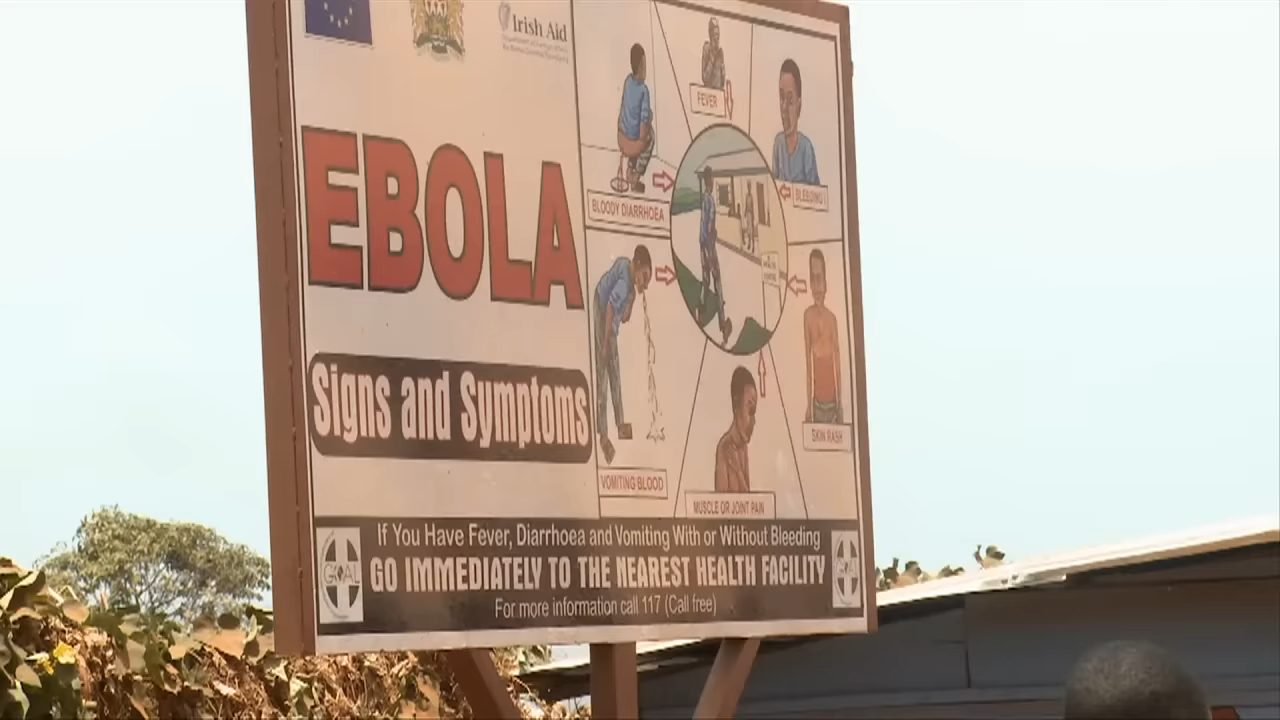 Irish Aid
EBOLA
Signs and Symptoms
FEVER
BLEEDING
BLOODY DIARRHOEA
VOMITING BLOOD
SKIN RASH
MUSCLE OR JOINT PAIN
If You Have Fever, Diarrhoea and Vomiting With or Without Bleeding
GO IMMEDIATELY TO THE NEAREST HEALTH FACILITY
For more information call 117 (Call free)
GOAL
GOAL